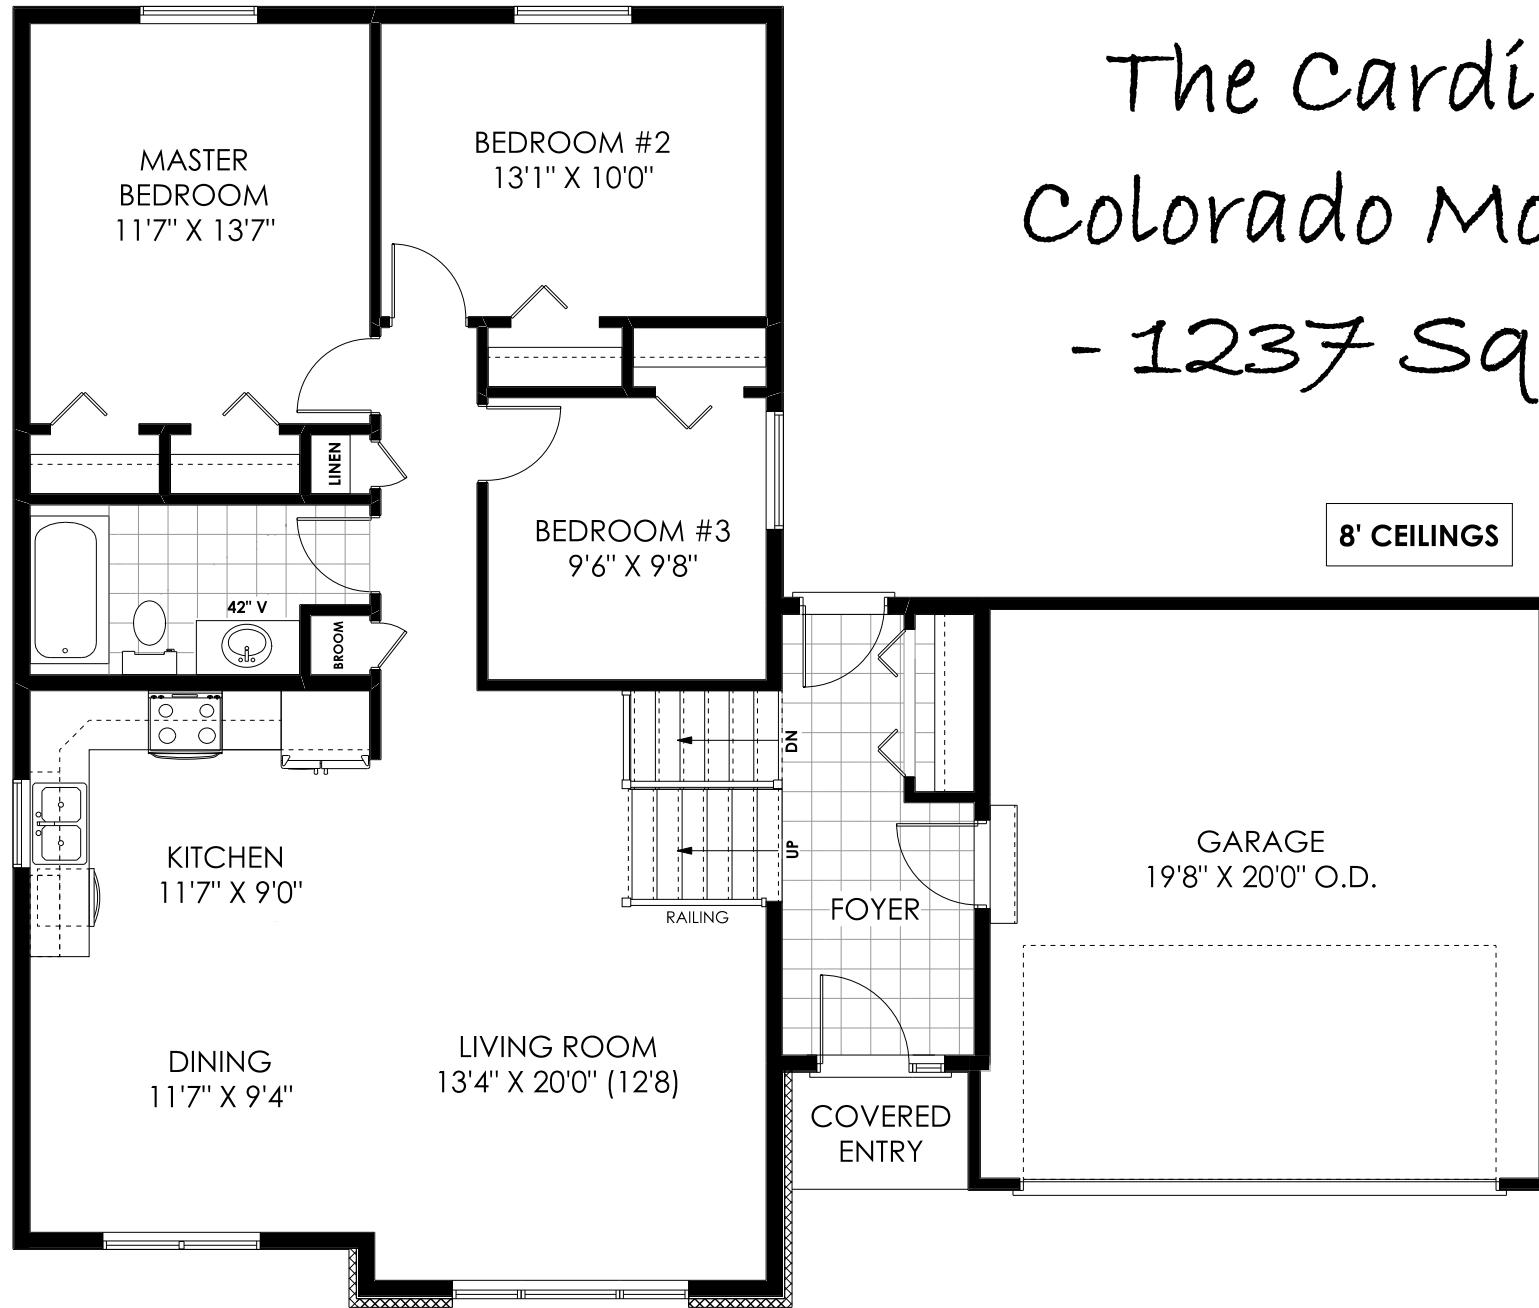 The Cardi
Colorado Mo
- 1237 Sq
MASTER
BEDROOM
11'7" X 13'7"
BEDROOM #2
13'1" X 10'0"
LINEN
BEDROOM #3
9'6" X 9'8"
8' CEILINGS
42" V
BROOM
DN
UP
KITCHEN
11'7" X 9'0"
RAILING
FOYER
GARAGE
19'8" X 20'0" O.D.
DINING
11'7" X 9'4"
LIVING ROOM
13'4" X 20'0" (12'8)
COVERED
ENTRY